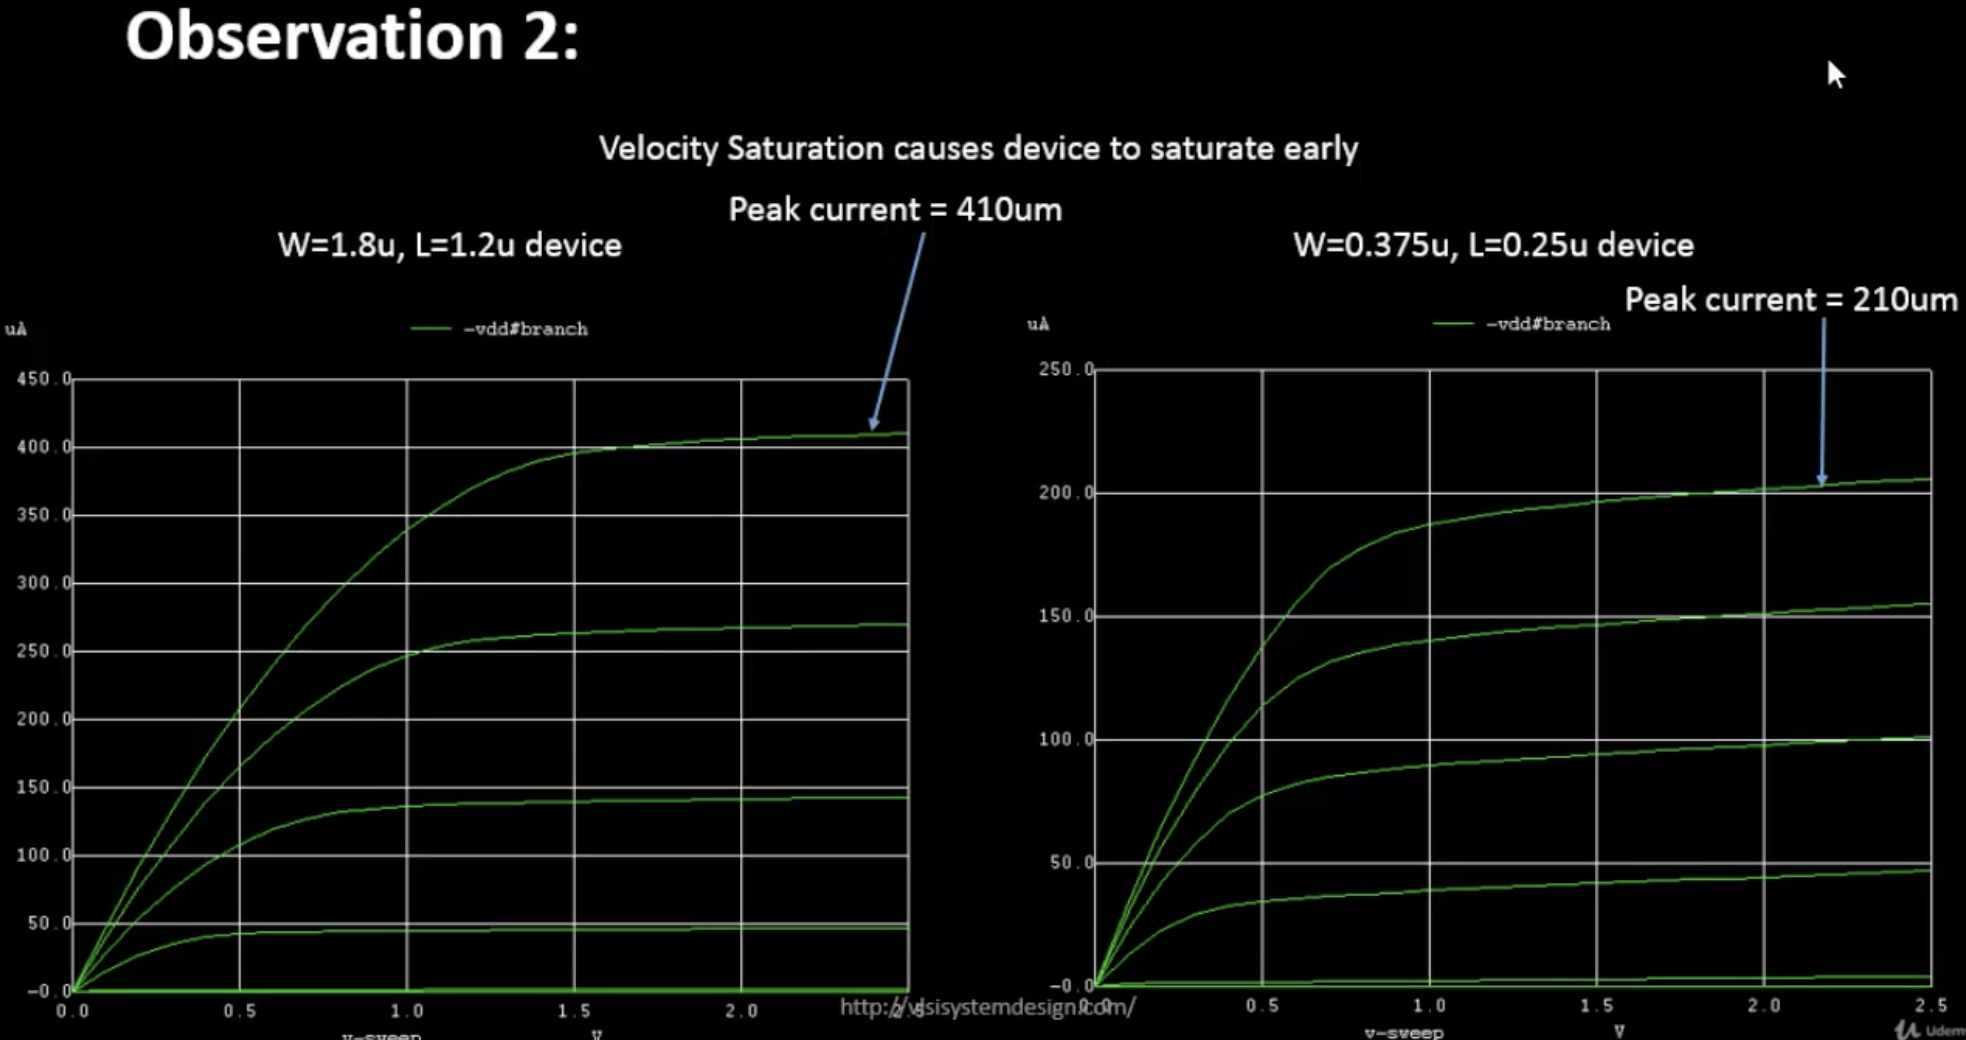 Observation 2:
Velocity Saturation causes device to saturate early
Peak current = 410um
W=1.8u, L=1.2u device
W=0.375u, L=0.25u device
Peak current = 210um
uA
-vdd#branch
450.0
400.0
350.0
300.0
250.0
200.0
150.0
100.0
50.0
-0.0
0.0 0.5 1.0 1.5 2.0
v-sweep V
uA
-vdd#branch
250.0
200.0
150.0
100.0
50.0
-0.0
0.5 1.0 1.5 2.0 2.5
v-sweep V
http://vlsisystemdesign.com/
Udemy